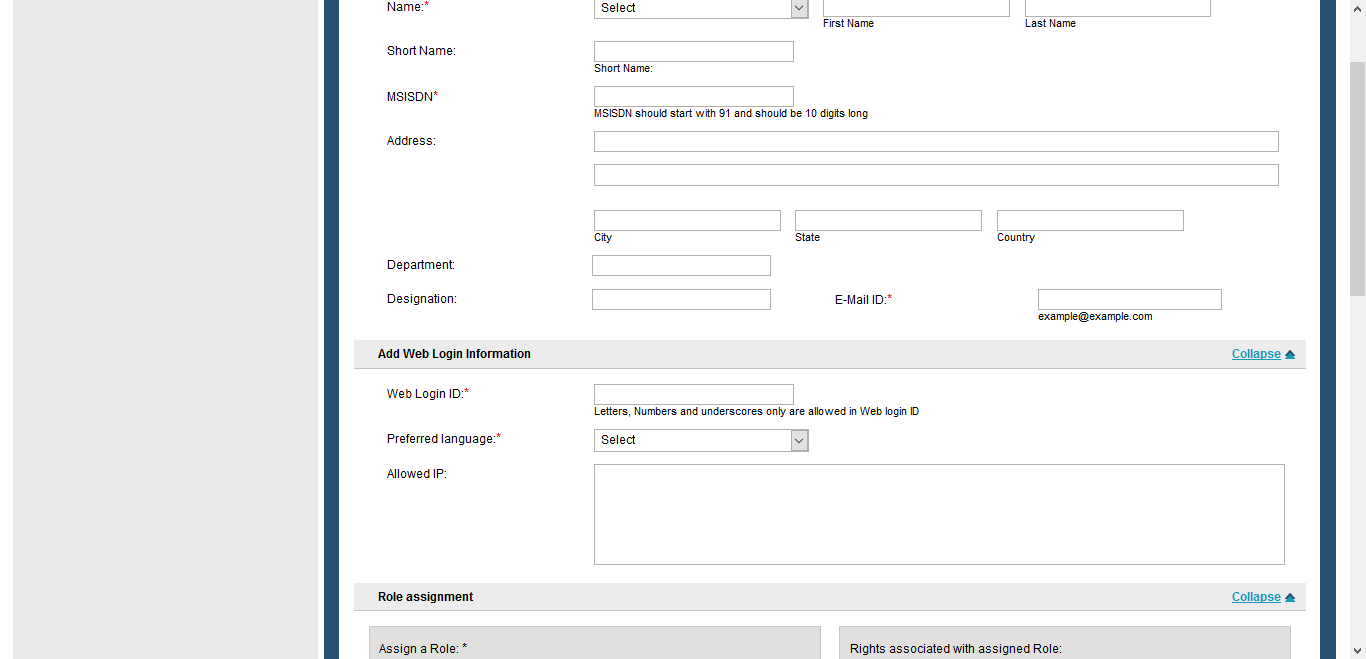 Name:*
Select
First Name
Last Name
Short Name:
Short Name:
MSISDN*
MSISDN should start with 91 and should be 10 digits long
Address:
City
State
Country
Department:
Designation:
E-Mail ID:*
example@example.com
Add Web Login Information
Collapse
Web Login ID:*
Letters, Numbers and underscores only are allowed in Web login ID
Preferred language:*
Select
Allowed IP:
Role assignment
Collapse
Assign a Role: *
Rights associated with assigned Role: